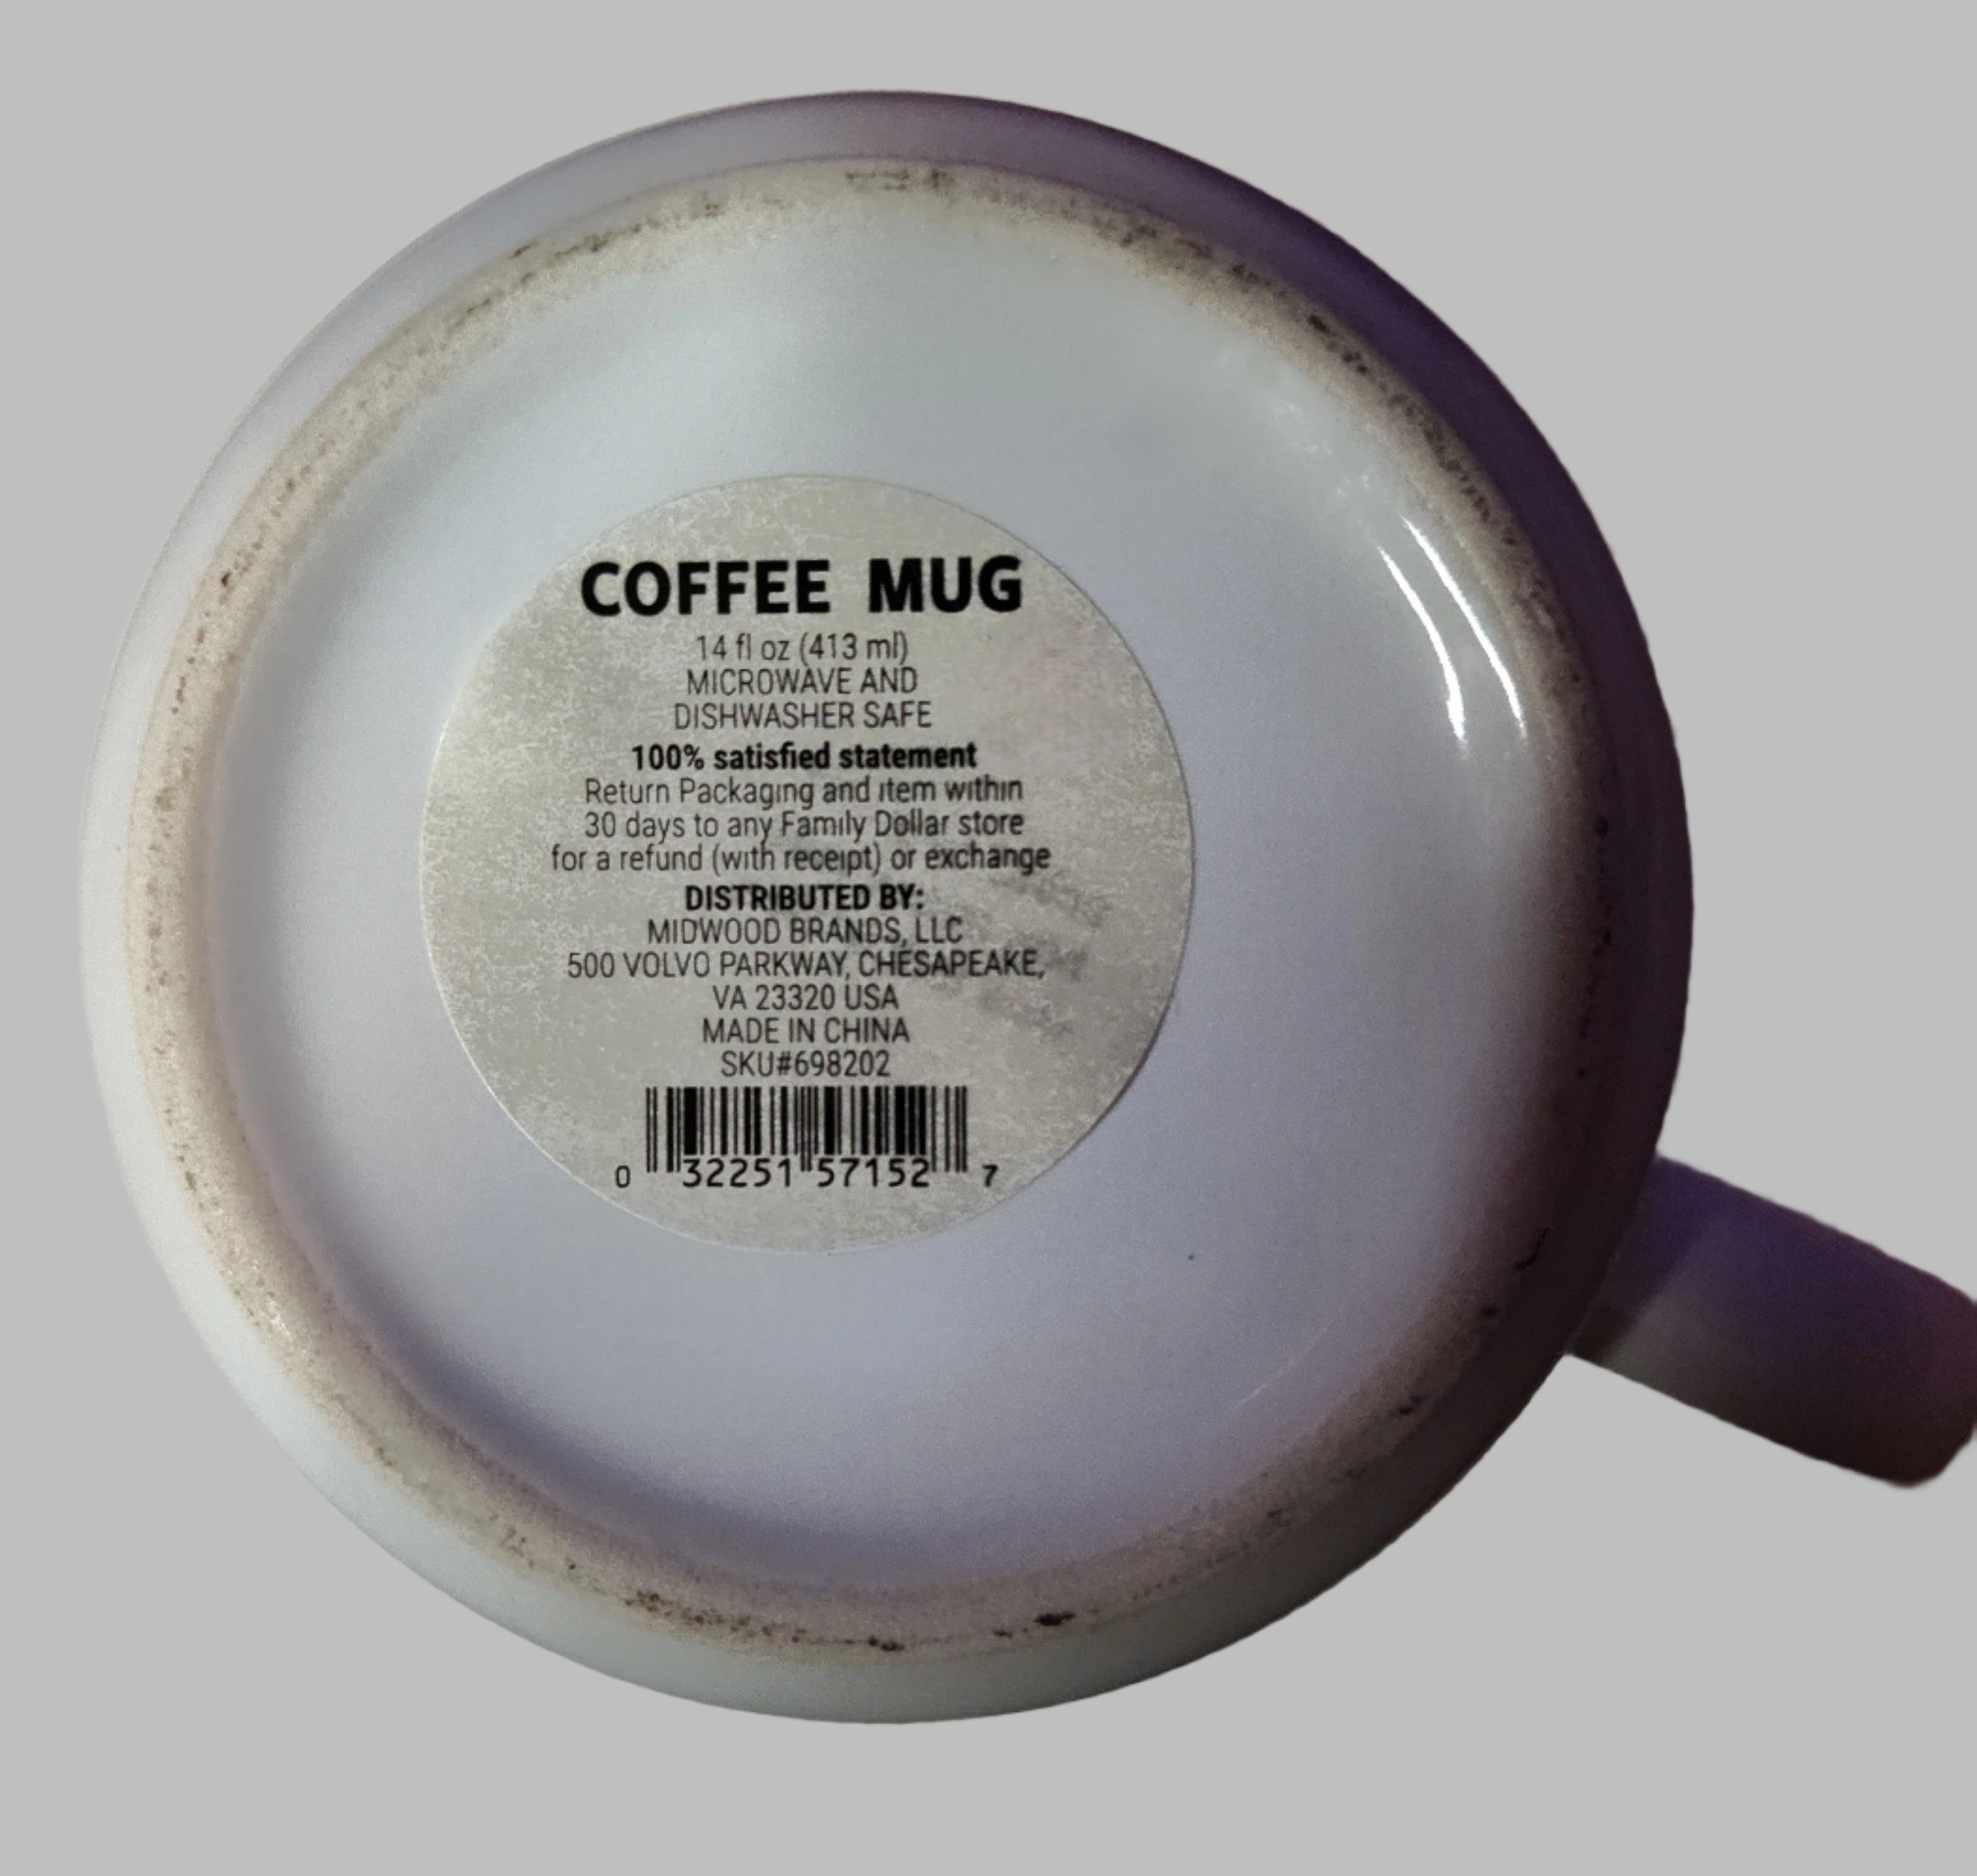 COFFEE MUG
14 fl oz (413 ml)
MICROWAVE AND
DISHWASHER SAFE
100% satisfied statement
Return Packaging and item within
30 days to any Family Dollar store
for a refund (with receipt) or exchange
DISTRIBUTED BY:
MIDWOOD BRANDS, LLC
500 VOLVO PARKWAY, CHESAPEAKE,
VA 23320 USA
MADE IN CHINA
SKU#698202
0 32251 57152 7